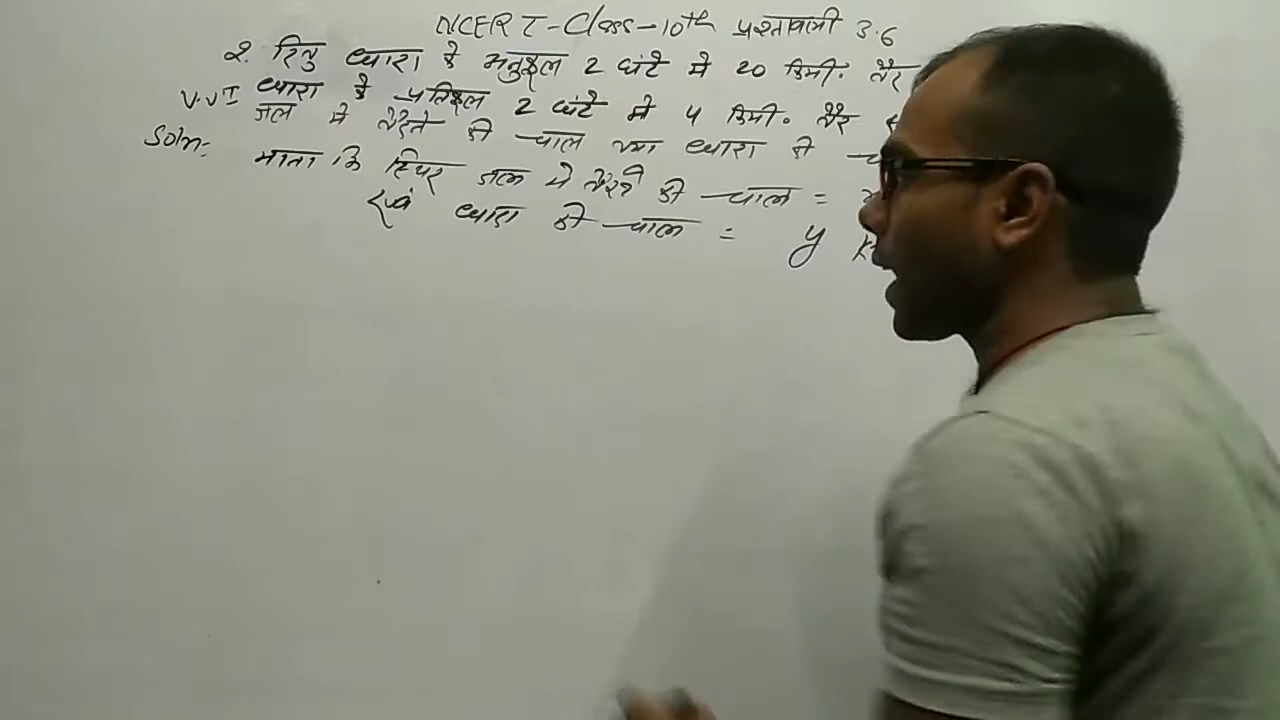 NCERT-Class-10th प्रश्नावली 3.6
2. रितु धारा के अनुकूल 2 घंटे में 20 किमी. तैर
V.V.I धारा के प्रतिकूल 2 घंटे में 4 किमी. तैर
जल में तैरने की चाल तथा धारा की
Soln: माना कि स्थिर जल में तैरने की चाल =
एवं धारा की चाल = y